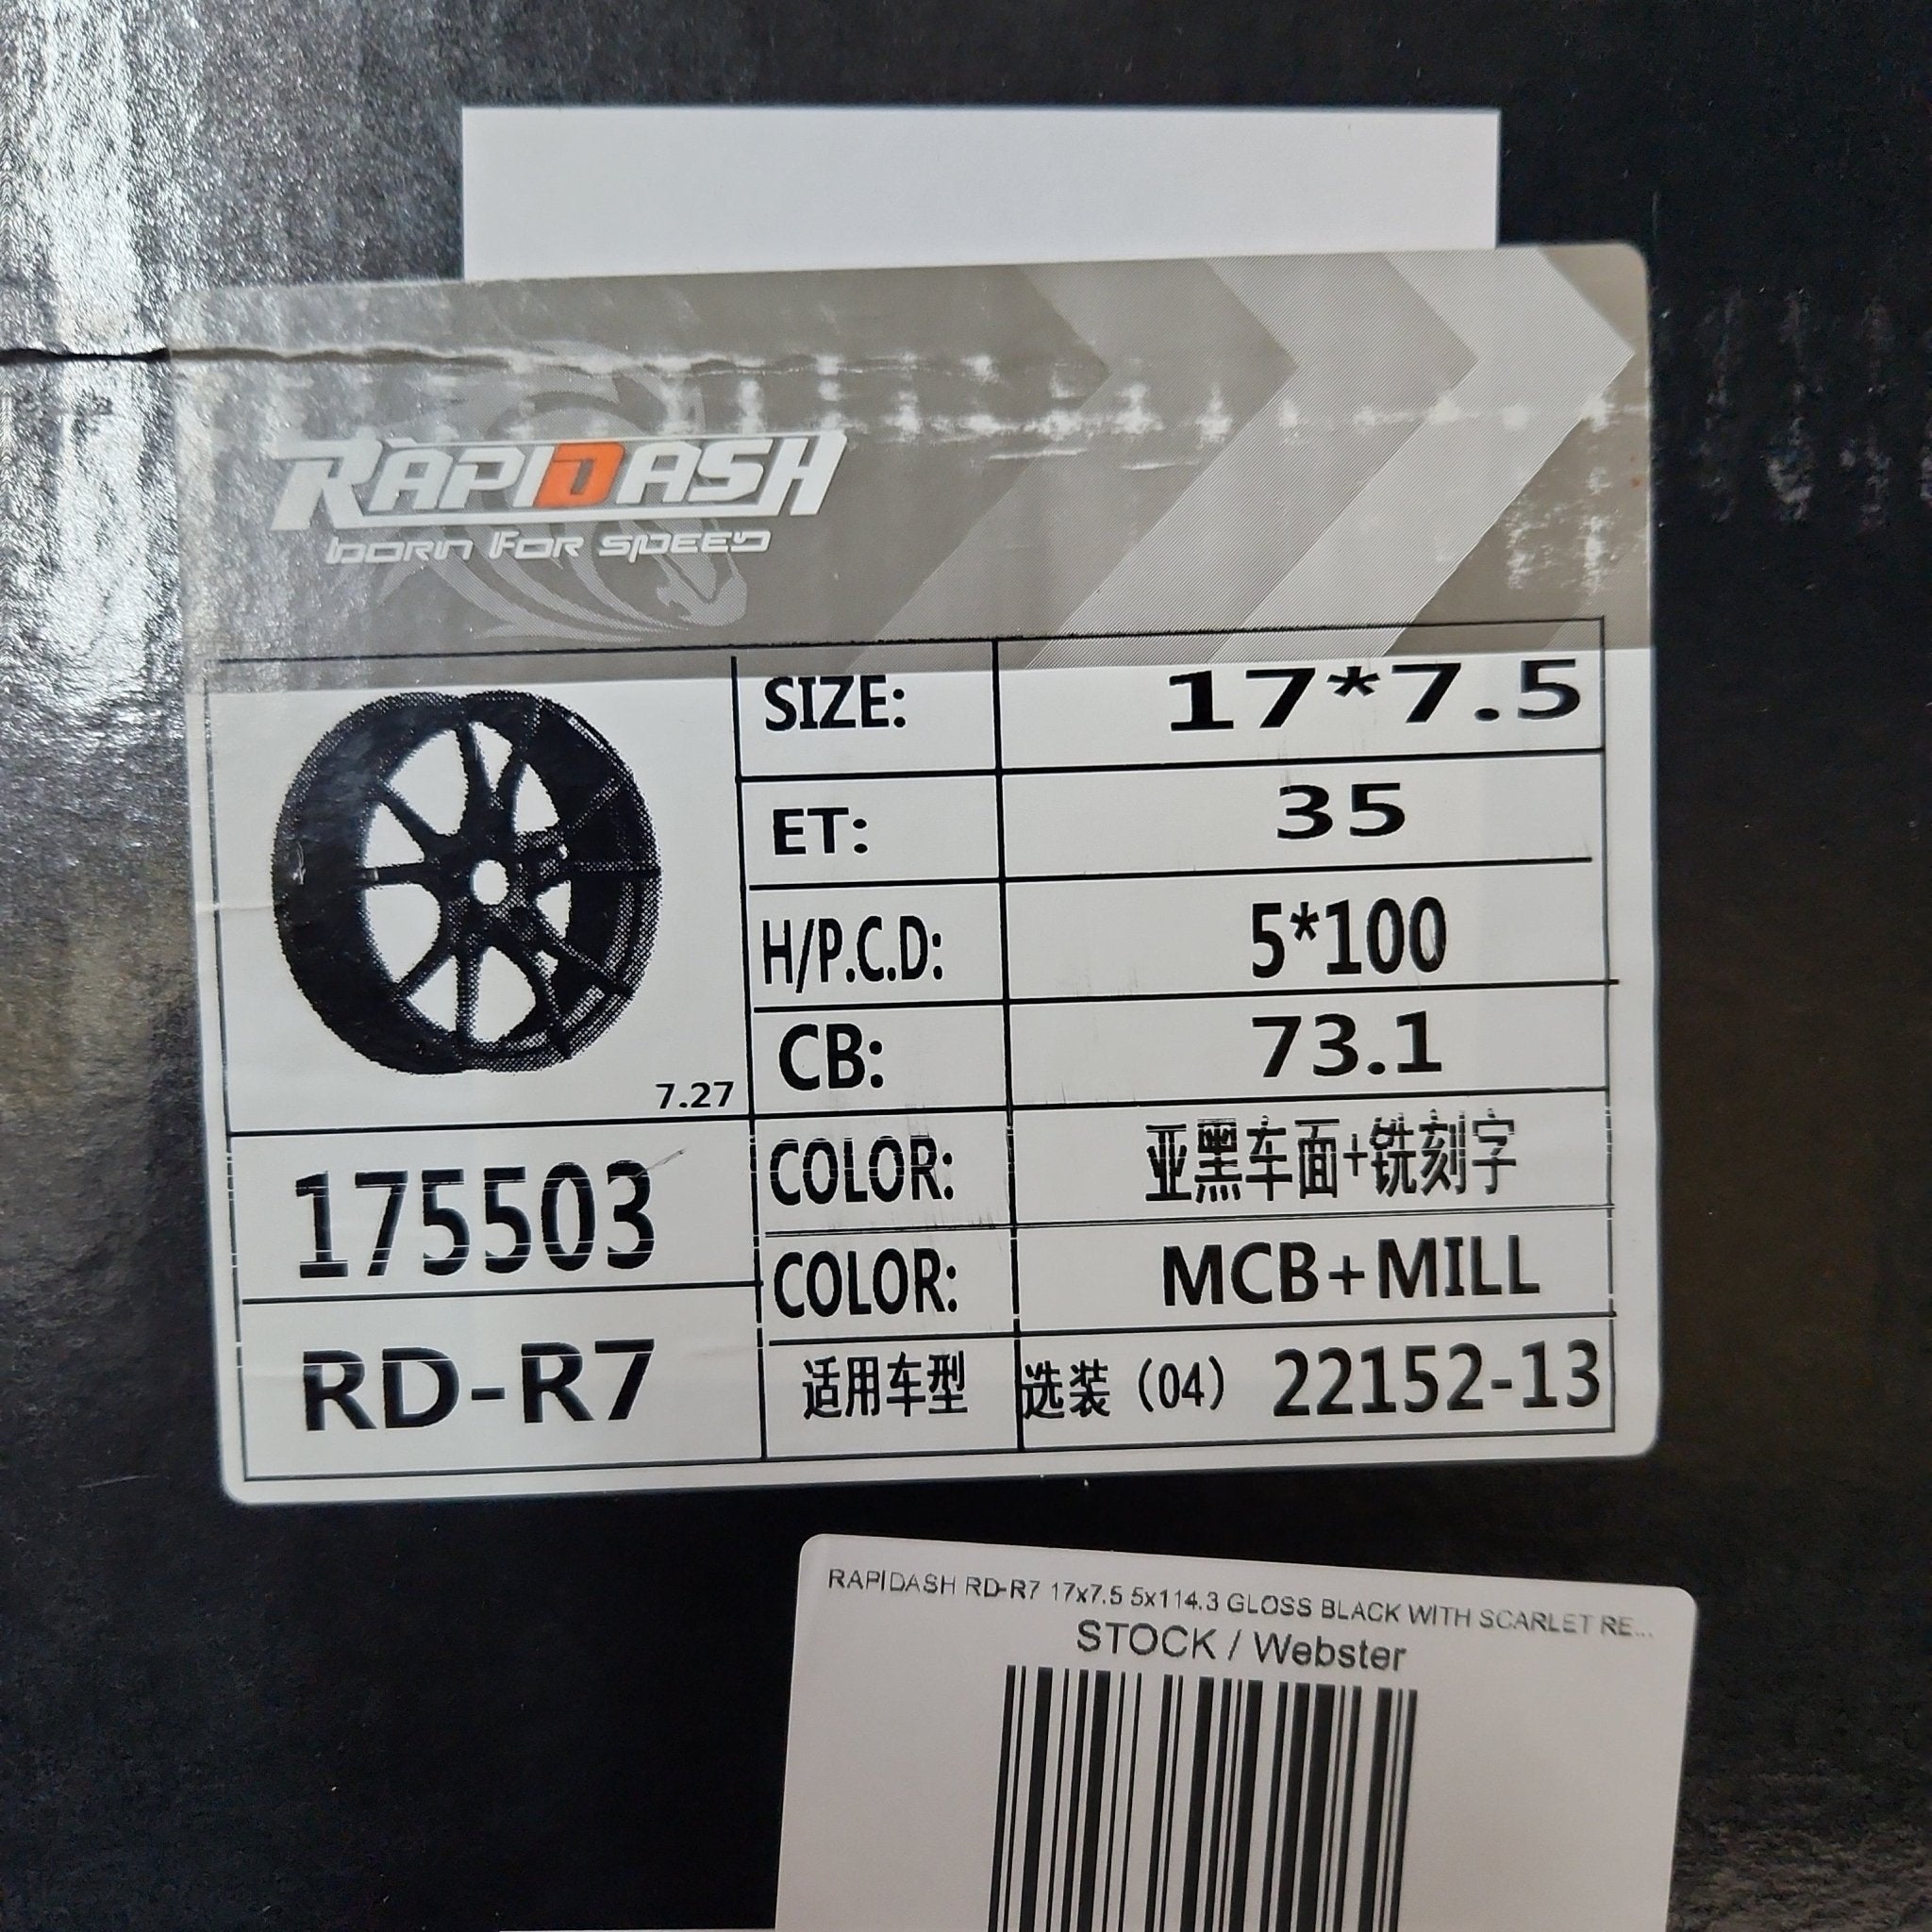 RAPIDASH
BORN FOR SPEED
SIZE: 17*7.5
ET: 35
H/P.C.D: 5*100
CB: 73.1
7.27
175503
COLOR: 亚黑车面+铣刻字
COLOR: MCB+MILL
RD-R7
适用车型 选装（04） 22152-13
RAPIDASH RD-R7 17x7.5 5x114.3 GLOSS BLACK WITH SCARLET RE...
STOCK / Webster